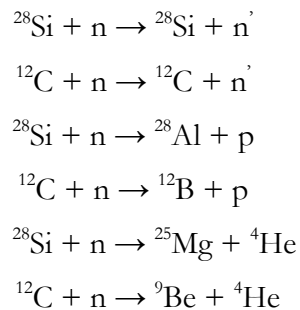 ²⁸Si + n → ²⁸Si + n’
¹²C + n → ¹²C + n’
²⁸Si + n → ²⁸Al + p
¹²C + n → ¹²B + p
²⁸Si + n → ²⁵Mg + ⁴He
¹²C + n → ⁹Be + ⁴He